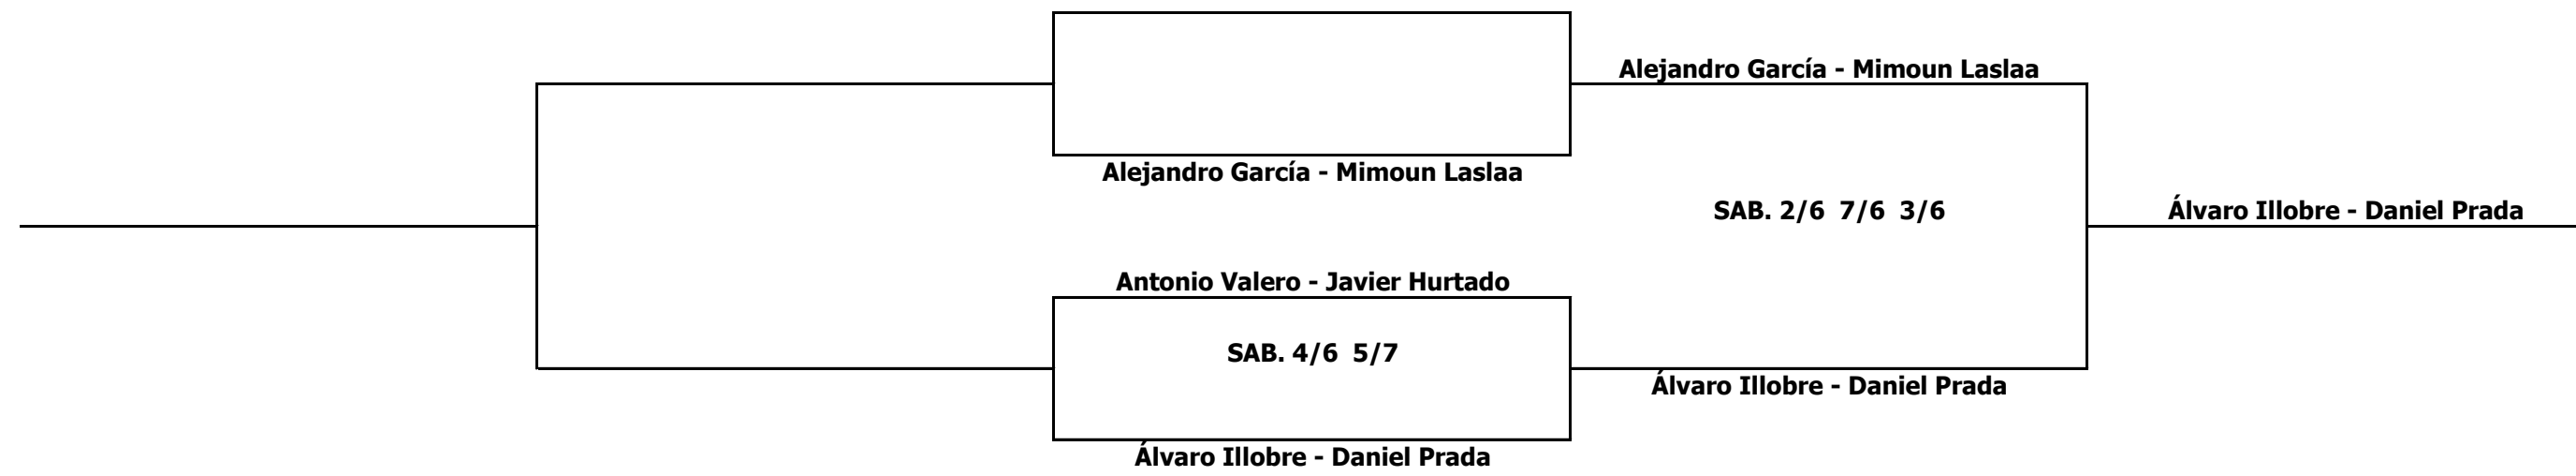 Alejandro García - Mimoun Laslaa
Alejandro García - Mimoun Laslaa
SAB. 2/6 7/6 3/6
Álvaro Illobre - Daniel Prada
Antonio Valero - Javier Hurtado
SAB. 4/6 5/7
Álvaro Illobre - Daniel Prada
Álvaro Illobre - Daniel Prada